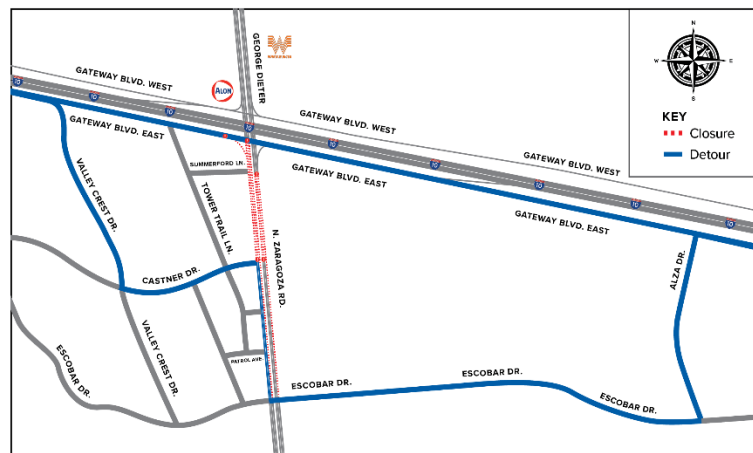 GEORGE DIETER
WHATABURGER
N
W
E
S
KEY
Closure
Detour
GATEWAY BLVD. WEST
ALON
10
10
10
10
10
10
10
10
10
GATEWAY BLVD. WEST
GATEWAY BLVD. WEST
GATEWAY BLVD. EAST
GATEWAY BLVD. EAST
GATEWAY BLVD. EAST
SUMMERFORD LN.
VALLEY CREST DR.
TOWER TRAIL LN.
N. ZARAGOZA RD.
ALZA DR.
CASTNER DR.
VALLEY CREST DR.
ESCOBAR DR.
PATROL AVE.
ESCOBAR DR.
ESCOBAR DR.
ESCOBAR DR.